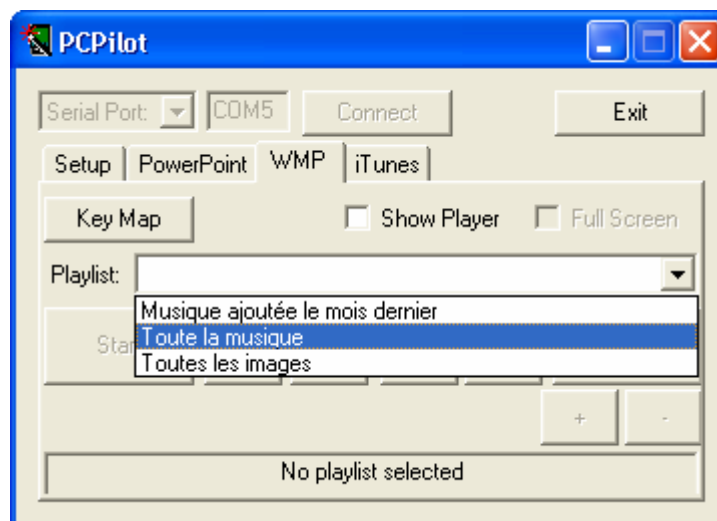 PCPilot
Serial Port: COM5 Connect Exit
Setup PowerPoint WMP iTunes
Key Map Show Player Full Screen
Playlist:
Musique ajoutée le mois dernier
Toute la musique
Toutes les images
+ -
No playlist selected